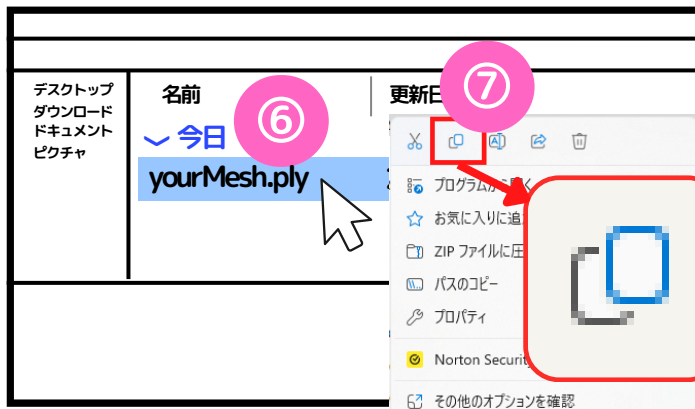 デスクトップ
ダウンロード
ドキュメント
ピクチャ
名前
更新日
⑥
⑦
今日
yourMesh.ply
プログラムから開く
お気に入りに追
ZIP ファイルに圧
パスのコピー
プロパティ
Norton Security
その他のオプションを確認